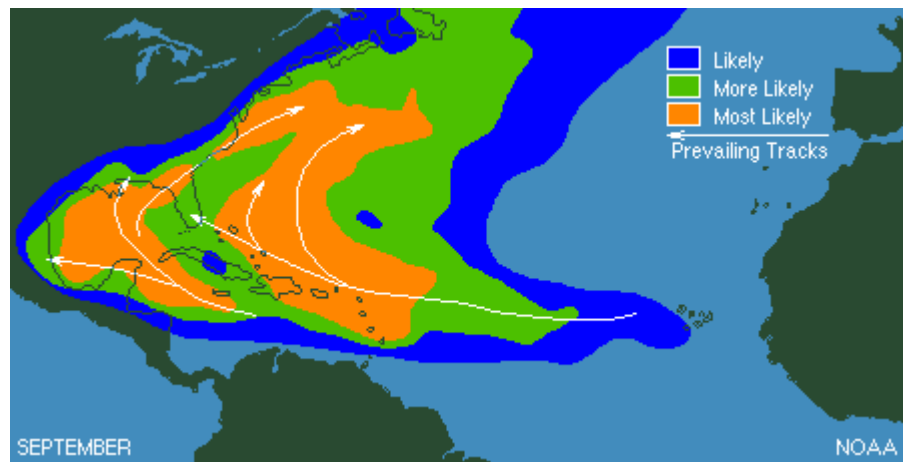 Likely
More Likely
Most Likely
Prevailing Tracks
SEPTEMBER
NOAA